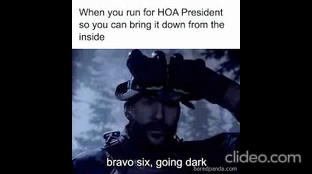 When you run for HOA President
so you can bring it down from the
inside
bravo six, going dark
boredpanda.com
clideo.com